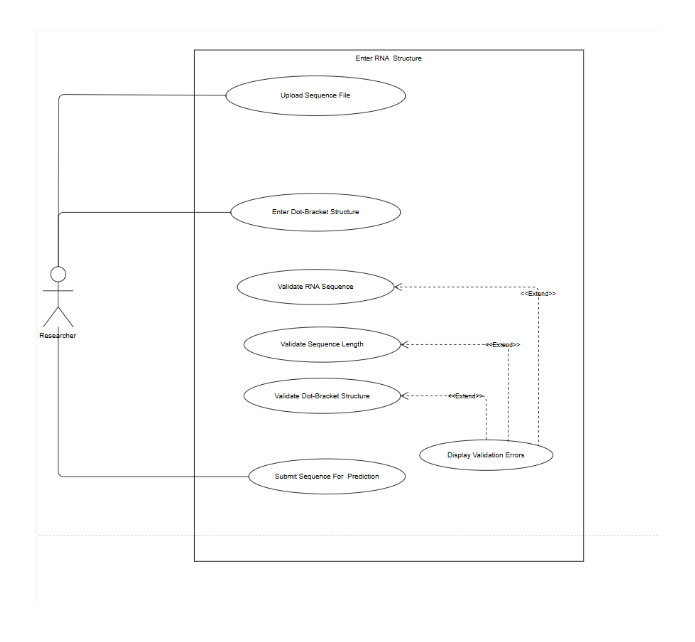 Enter RNA Structure
Upload Sequence File
Enter Dot-Bracket Structure
Validate RNA Sequence
<<Extend>>
Researcher
Validate Sequence Length
<<Extend>>
Validate Dot-Bracket Structure
<<Extend>>
Display Validation Errors
Submit Sequence For Prediction